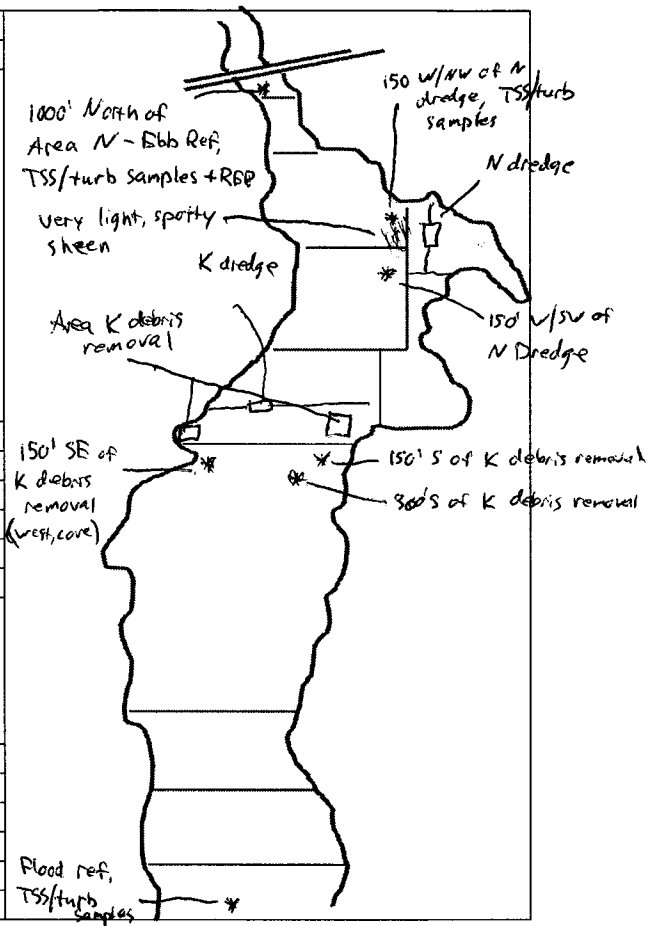 150 W/NW of N
dredge, TSS/turb
samples
1000' North of
Area N - Ebb Ref,
TSS/turb samples +
N dredge
very light, spotty
sheen
K dredge
150' W/SW of
N Dredge
Area K debris
removal
150' SE of
K debris
removal
(west, cove)
150' S of K debris removal
300' S of K debris removal
Flood ref,
TSS/turb
samples